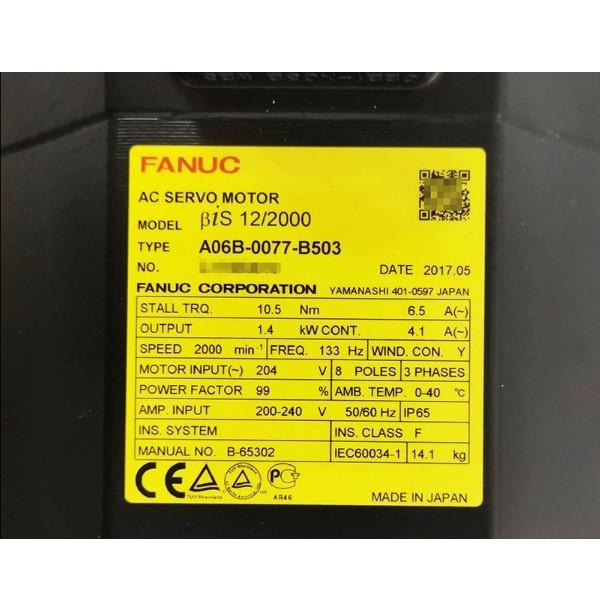 FANUC
AC SERVO MOTOR
MODEL βiS 12/2000
TYPE A06B-0077-B503
NO.
DATE 2017.05
FANUC CORPORATION YAMANASHI 401-0597 JAPAN
STALL TRQ. 10.5 Nm 6.5 A(~)
OUTPUT 1.4 kW CONT. 4.1 A(~)
SPEED 2000 min⁻¹ FREQ. 133 Hz WIND. CON. Y
MOTOR INPUT(~) 204 V 8 POLES 3 PHASES
POWER FACTOR 99 % AMB. TEMP. 0-40 ℃
AMP. INPUT 200-240 V 50/60 Hz IP65
INS. SYSTEM INS. CLASS F
MANUAL NO. B-65302 IEC60034-1 14.1 kg
CE
TÜV Rheinland
АЯ46
MADE IN JAPAN